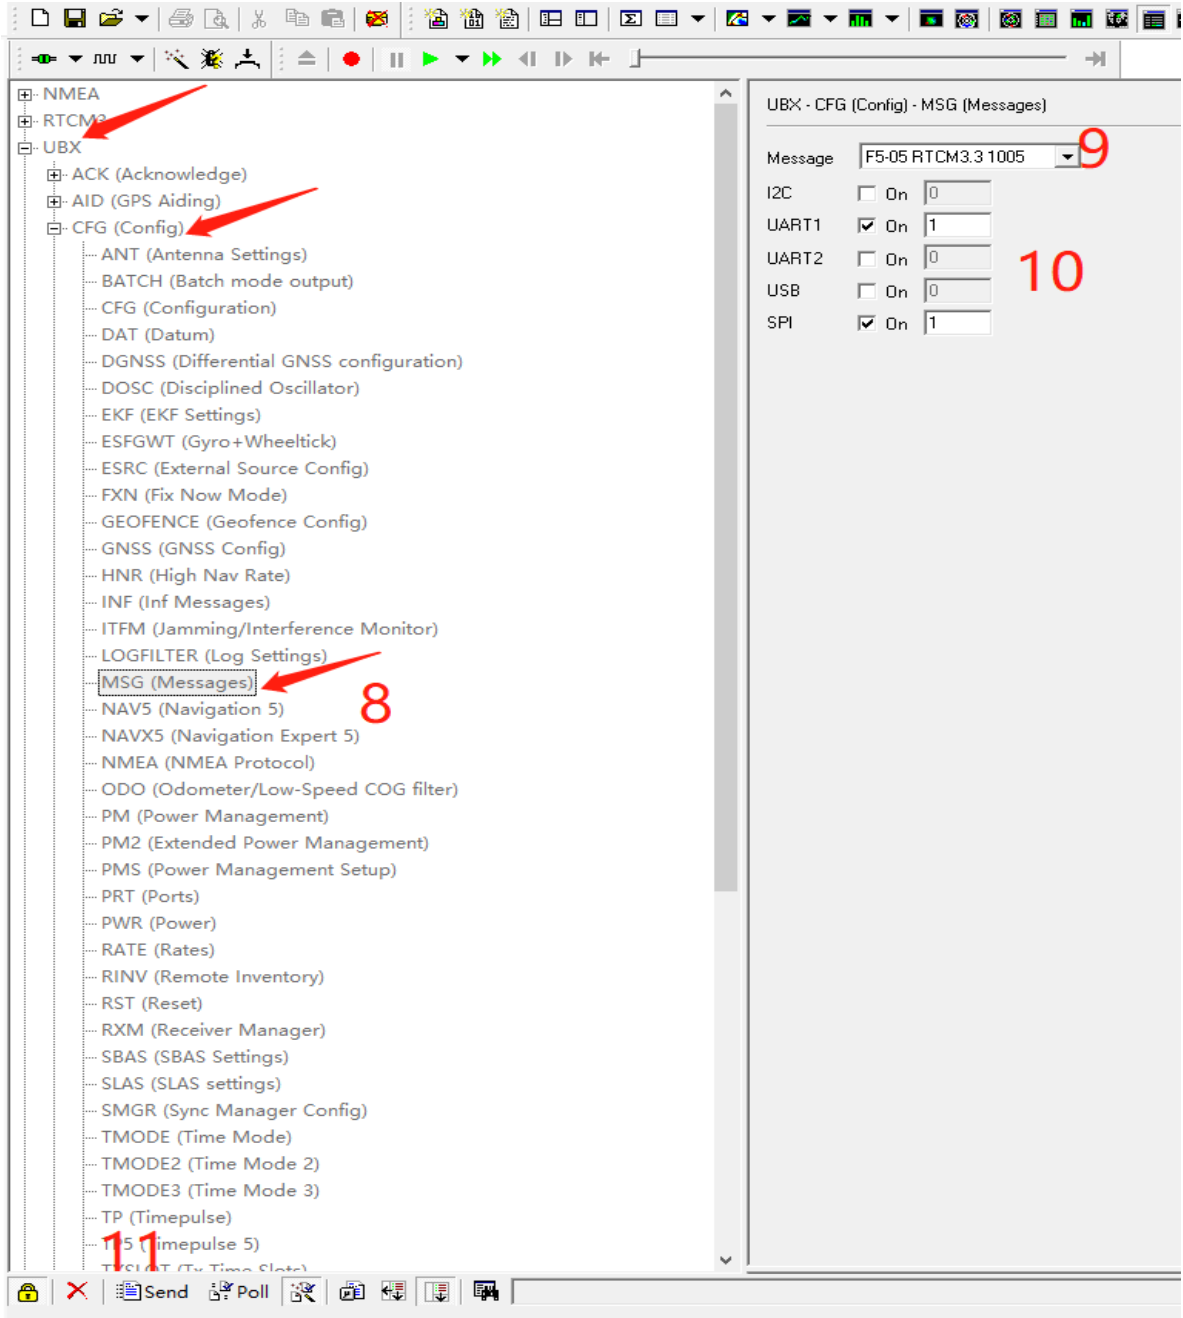 NMEA
RTCM3
UBX
ACK (Acknowledge)
AID (GPS Aiding)
CFG (Config)
ANT (Antenna Settings)
BATCH (Batch mode output)
CFG (Configuration)
DAT (Datum)
DGNSS (Differential GNSS configuration)
DOSC (Disciplined Oscillator)
EKF (EKF Settings)
ESFGWT (Gyro+Wheeltick)
ESRC (External Source Config)
FXN (Fix Now Mode)
GEOFENCE (Geofence Config)
GNSS (GNSS Config)
HNR (High Nav Rate)
INF (Inf Messages)
ITFM (Jamming/Interference Monitor)
LOGFILTER (Log Settings)
MSG (Messages)
8
NAV5 (Navigation 5)
NAVX5 (Navigation Expert 5)
NMEA (NMEA Protocol)
ODO (Odometer/Low-Speed COG filter)
PM (Power Management)
PM2 (Extended Power Management)
PMS (Power Management Setup)
PRT (Ports)
PWR (Power)
RATE (Rates)
RINV (Remote Inventory)
RST (Reset)
RXM (Receiver Manager)
SBAS (SBAS Settings)
SLAS (SLAS settings)
SMGR (Sync Manager Config)
TMODE (Time Mode)
TMODE2 (Time Mode 2)
TMODE3 (Time Mode 3)
TP (Timepulse)
TP5 (Timepulse 5)
11
TXSLOT (Tx Time Slots)
UBX - CFG (Config) - MSG (Messages)
Message F5-05 RTCM3.3 1005 9
I2C On 0
UART1 On 1
UART2 On 0
10
USB On 0
SPI On 1
Send Poll